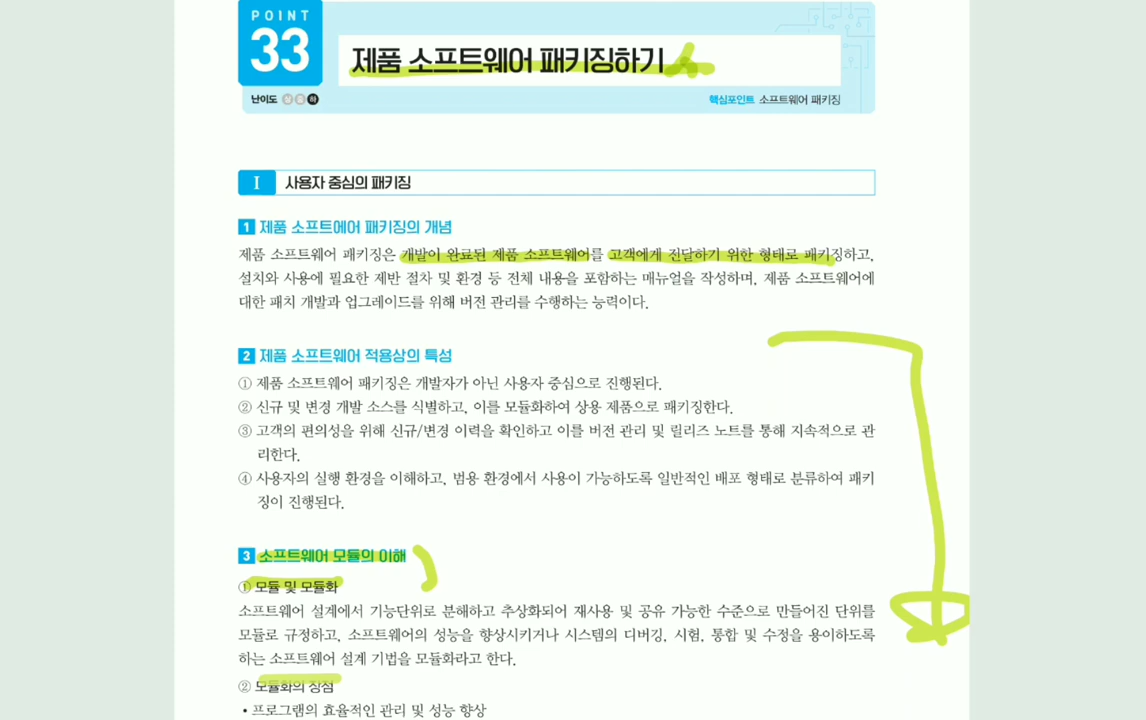 POINT
33
제품 소프트웨어 패키징하기
난이도 상 중 하
핵심포인트 소프트웨어 패키징
I 사용자 중심의 패키징
1 제품 소프트에어 패키징의 개념
제품 소프트웨어 패키징은 개발이 완료된 제품 소프트웨어를 고객에게 전달하기 위한 형태로 패키징하고,
설치와 사용에 필요한 제반 절차 및 환경 등 전체 내용을 포함하는 매뉴얼을 작성하며, 제품 소프트웨어에
대한 패치 개발과 업그레이드를 위해 버전 관리를 수행하는 능력이다.
2 제품 소프트웨어 적용상의 특성
① 제품 소프트웨어 패키징은 개발자가 아닌 사용자 중심으로 진행된다.
② 신규 및 변경 개발 소스를 식별하고, 이를 모듈화하여 상용 제품으로 패키징한다.
③ 고객의 편의성을 위해 신규/변경 이력을 확인하고 이를 버전 관리 및 릴리즈 노트를 통해 지속적으로 관
리한다.
④ 사용자의 실행 환경을 이해하고, 범용 환경에서 사용이 가능하도록 일반적인 배포 형태로 분류하여 패키
징이 진행된다.
3 소프트웨어 모듈의 이해
① 모듈 및 모듈화
소프트웨어 설계에서 기능단위로 분해하고 추상화되어 재사용 및 공유 가능한 수준으로 만들어진 단위를
모듈로 규정하고, 소프트웨어의 성능을 향상시키거나 시스템의 디버깅, 시험, 통합 및 수정을 용이하도록
하는 소프트웨어 설계 기법을 모듈화라고 한다.
② 모듈화의 장점
• 프로그램의 효율적인 관리 및 성능 향상